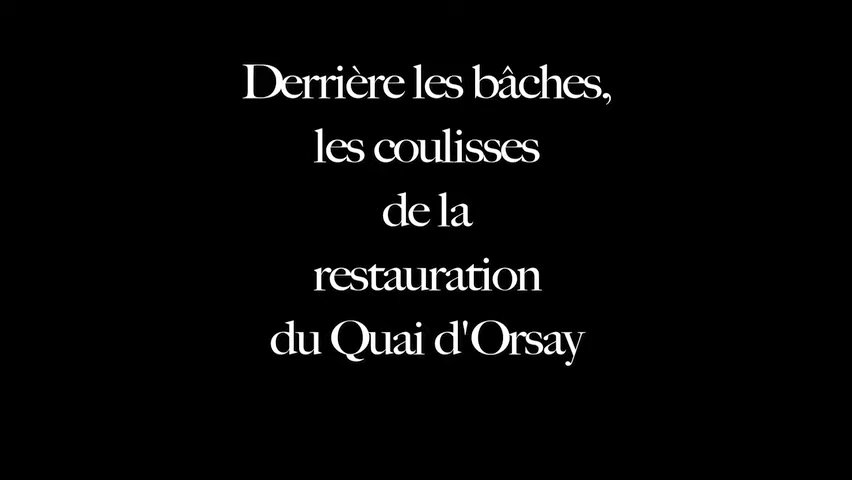 Derrière les bâches,
les coulisses
de la
restauration
du Quai d'Orsay